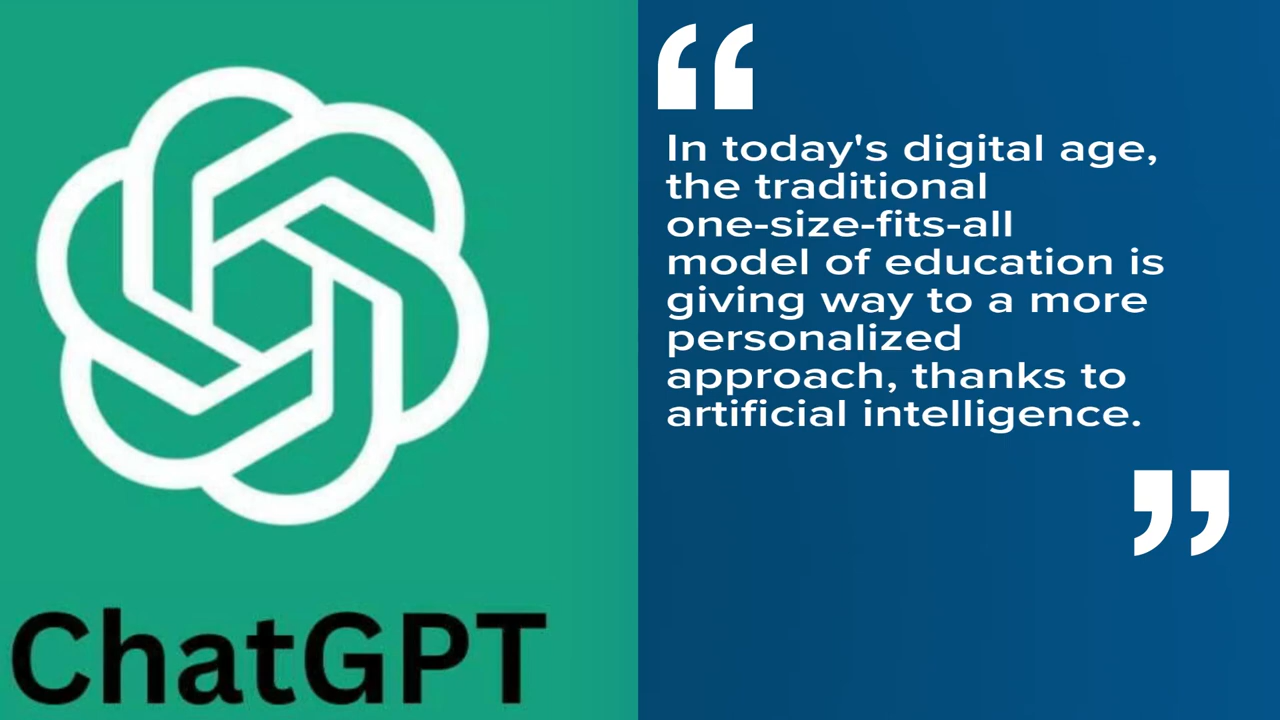 ChatGPT
“
In today's digital age,
the traditional
one-size-fits-all
model of education is
giving way to a more
personalized
approach, thanks to
artificial intelligence.
”